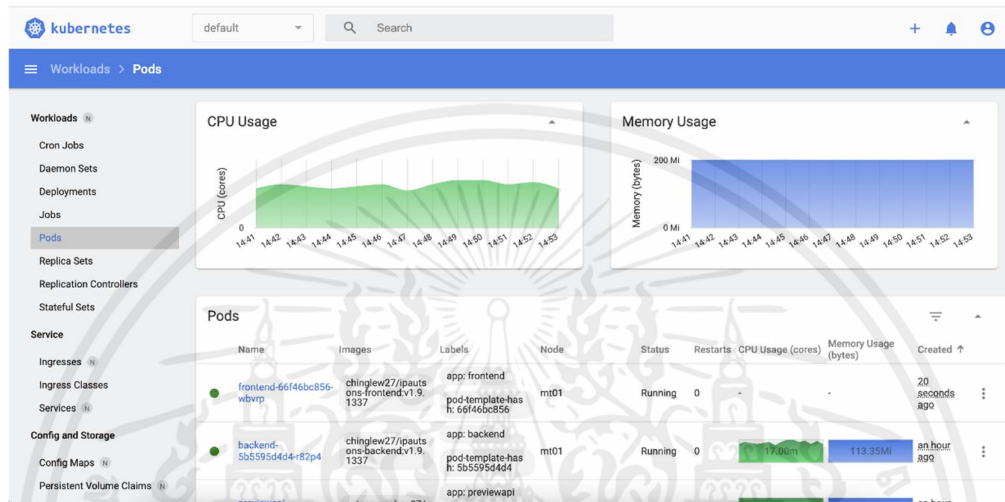 kubernetes
default
Search
Workloads > Pods
Workloads N
Cron Jobs
Daemon Sets
Deployments
Jobs
Pods
Replica Sets
Replication Controllers
Stateful Sets
Service
Ingresses N
Ingress Classes
Services N
Config and Storage
Config Maps N
Persistent Volume Claims N
CPU Usage
CPU (cores)
0
14:41 14:42 14:43 14:44 14:45 14:46 14:47 14:48 14:49 14:50 14:51 14:52 14:53
Memory Usage
Memory (bytes)
200 Mi
0 Mi
14:41 14:42 14:43 14:44 14:45 14:46 14:47 14:48 14:49 14:50 14:51 14:52 14:53
Pods
Name Images Labels Node Status Restarts CPU Usage (cores) Memory Usage (bytes) Created
frontend-66f46bc856-
wbvrp
chinglew27/ipauts
ons-frontend:v1.9.
1337
app: frontend
pod-template-has
h: 66f46bc856
mt01
Running
0
-
-
20
seconds
ago
backend-
5b5595d4d4-r82p4
chinglew27/ipauts
ons-backend:v1.9.
1337
app: backend
pod-template-has
h: 5b5595d4d4
mt01
Running
0
17.00m
113.35Mi
an hour
ago
app: previewapi